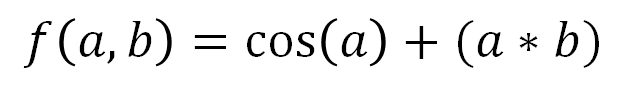 f(a, b) = cos(a) + (a * b)